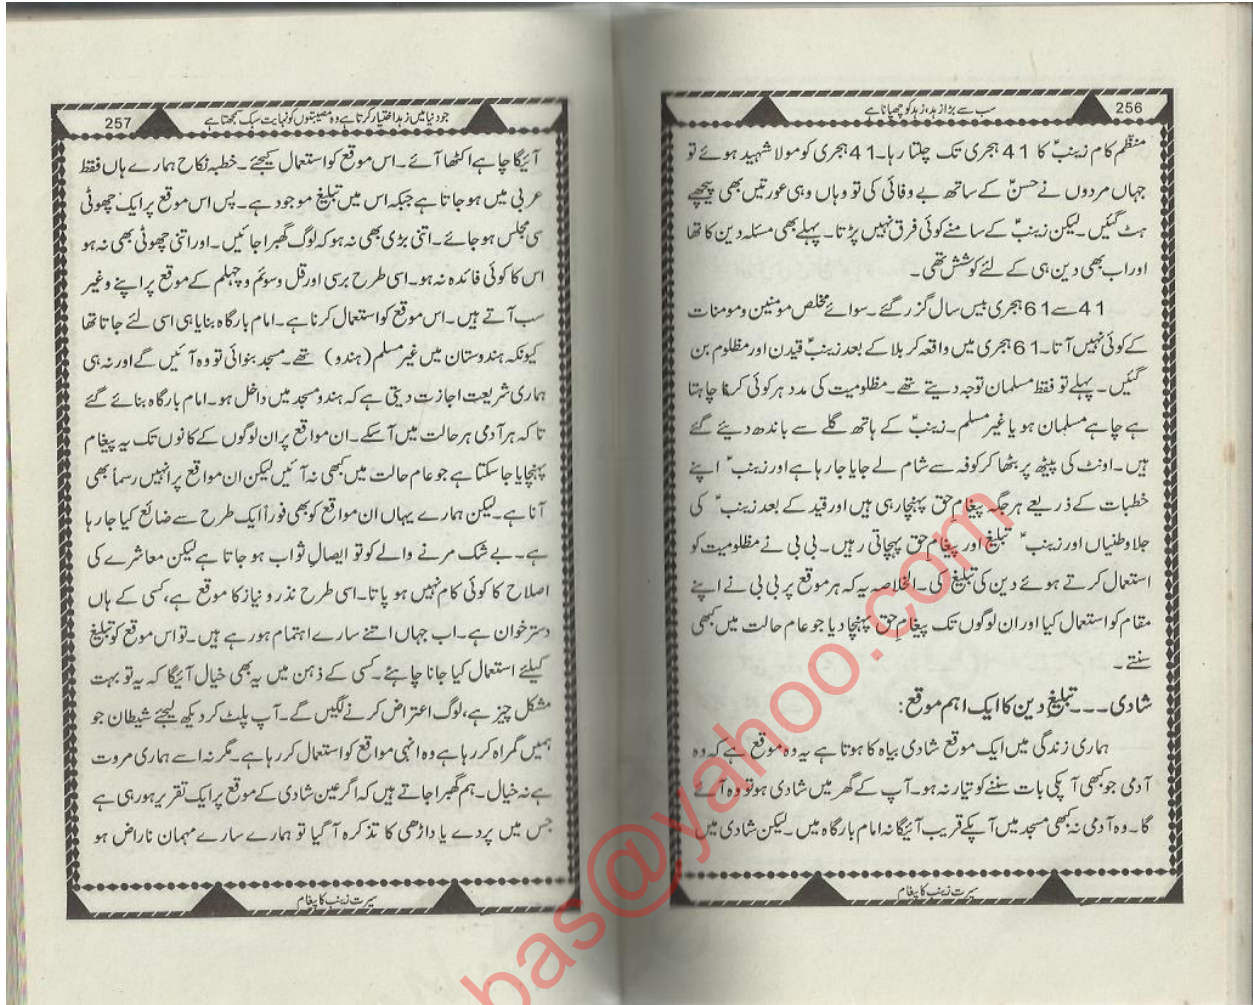 256
سب سے بڑا زہد، زہد کو چھپانا ہے
منظم کام زینبؑ کا 41 ہجری تک چلتا رہا۔ 41 ہجری کو مولا شہید ہوئے تو
جہاں مردوں نے حسنؑ کے ساتھ بے وفائی کی تو وہاں وہی عورتیں بھی پیچھے
ہٹ گئیں۔ لیکن زینبؑ کے سامنے کوئی فرق نہیں پڑتا۔ پہلے بھی مسئلہ دین کا تھا
اور اب بھی دین ہی کے لئے کوشش تھی۔
41 سے 61 ہجری بیس سال گزر گئے۔ سوائے مخلص مومنین و مومنات
کے کوئی نہیں آتا۔ 61 ہجری میں واقعہ کربلا کے بعد زینبؑ قیدن اور مظلوم بن
گئیں۔ پہلے تو فقط مسلمان توجہ دیتے تھے۔ مظلومیت کی مدد ہر کوئی کرنا چاہتا
ہے چاہے مسلمان ہو یا غیر مسلم۔ زینبؑ کے ہاتھ گلے سے باندھ دیئے گئے
ہیں۔ اونٹ کی پیٹھ پر بٹھا کر کوفہ سے شام لے جایا جا رہا ہے اور زینبؑ اپنے
خطبات کے ذریعے ہر جگہ پیغامِ حق پہنچا رہی ہیں اور قید کے بعد زینبؑ کی
جلا وطنیاں اور زینبؑ تبلیغ اور پیغامِ حق پہچاتی رہیں۔ بی بی نے مظلومیت کو
استعمال کرتے ہوئے دین کی تبلیغ کی۔ الخلاصہ یہ کہ ہر موقع پر بی بی نے اپنے
مقام کو استعمال کیا اور ان لوگوں تک پیغامِ حق پہنچا دیا جو عام حالت میں کبھی نہیں
سنتے۔
شادی۔۔۔ تبلیغِ دین کا ایک اہم موقع:
ہماری زندگی میں ایک موقع شادی بیاہ کا ہوتا ہے یہ وہ موقع ہے کہ وہ
آدمی جو کبھی آپکی بات سننے کو تیار نہ ہو۔ آپ کے گھر میں شادی ہو تو وہ آئے
گا۔ وہ آدمی نہ کبھی مسجد میں آپکے قریب آئیگا نہ امام بارگاہ میں۔ لیکن شادی میں
سیرت زینبؑ کا پیغام
257
جو دنیا میں زہد اختیار کرتا ہے وہ مصیبتوں کو نہایت سبک سمجھتا ہے
آئیگا چاہے اکٹھا آئے۔ اس موقع کو استعمال کیجئے۔ خطبہ نکاح ہمارے ہاں فقط
عربی میں ہو جاتا ہے جبکہ اس میں تبلیغ موجود ہے۔ پس اس موقع پر ایک چھوٹی
سی مجلس ہو جائے۔ اتنی بڑی بھی نہ ہو کہ لوگ گھبرا جائیں۔ اور اتنی چھوٹی بھی نہ ہو
اس کا کوئی فائدہ نہ ہو۔ اسی طرح برسی اور قل و سوئم و چہلم کے موقع پر اپنے و غیر
سب آتے ہیں۔ اس موقع کو استعمال کرنا ہے۔ امام بارگاہ بنایا ہی اسی لئے جاتا تھا
کیونکہ ہندوستان میں غیر مسلم (ہندو) تھے۔ مسجد بنوائی تو وہ آئیں گے اور نہ ہی
ہماری شریعت اجازت دیتی ہے کہ ہندو مسجد میں داخل ہو۔ امام بارگاہ بنائے گئے
تا کہ ہر آدمی ہر حالت میں آسکے۔ ان مواقع پر ان لوگوں کے کانوں تک یہ پیغام
پہنچایا جا سکتا ہے جو عام حالت میں کبھی نہ آئیں لیکن ان مواقع پر انہیں رسماً بھی
آنا ہے۔ لیکن ہمارے یہاں ان مواقع کو بھی فوراً ایک طرح سے ضائع کیا جا رہا
ہے۔ بے شک مرنے والے کو تو ایصالِ ثواب ہو جاتا ہے لیکن معاشرے کی
اصلاح کا کوئی کام نہیں ہو پاتا۔ اسی طرح نذر و نیاز کا موقع ہے، کسی کے ہاں
دسترخوان ہے۔ اب جہاں اتنے سارے اہتمام ہو رہے ہیں۔ تو اس موقع کو تبلیغ
کیلئے استعمال کیا جانا چاہئے۔ کسی کے ذہن میں یہ بھی خیال آئیگا کہ یہ تو بہت
مشکل چیز ہے، لوگ اعتراض کرنے لگیں گے۔ آپ پلٹ کر دیکھ لیجئے شیطان جو
ہمیں گمراہ کر رہا ہے وہ انہی مواقع کو استعمال کر رہا ہے۔ مگر نہ اسے ہماری مروت
ہے نہ خیال۔ ہم گھبرا جاتے ہیں کہ اگر عین شادی کے موقع پر ایک تقریر ہو رہی ہے
جس میں پردے یا داڑھی کا تذکرہ آ گیا تو ہمارے سارے مہمان ناراض ہو
سیرت زینبؑ کا پیغام
bas@yahoo.com